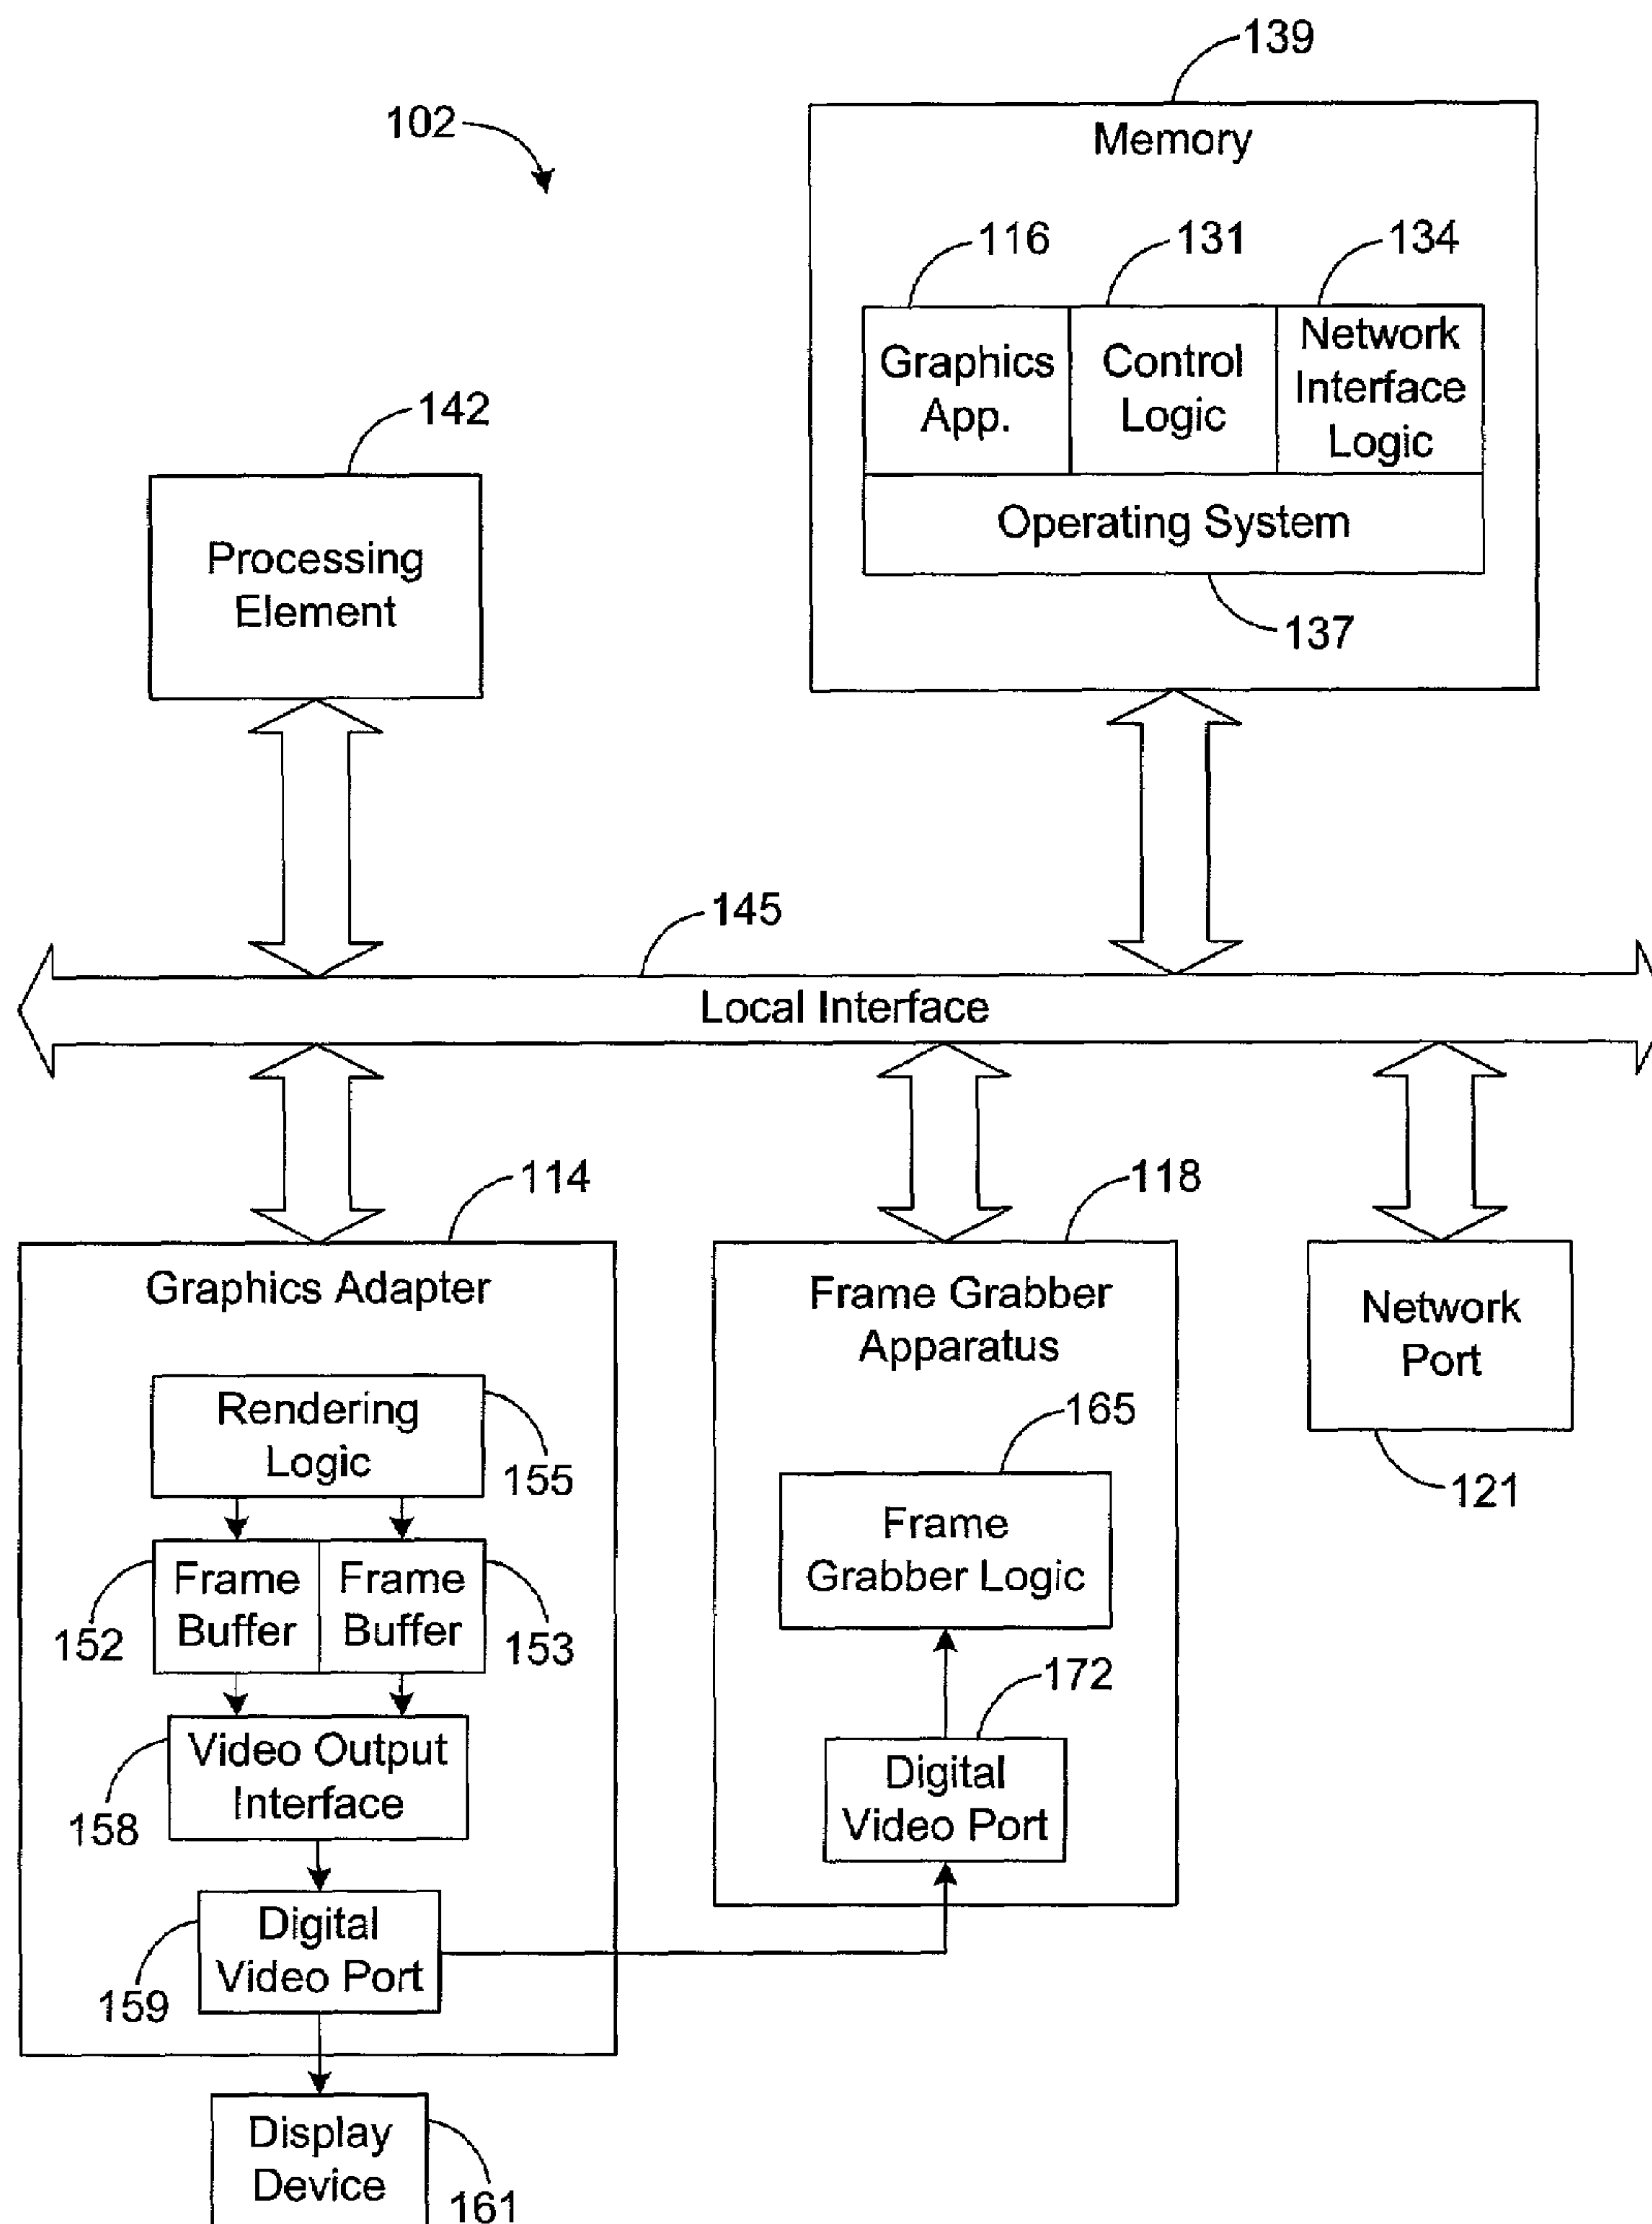 139
102
Memory
116
131
134
Graphics
App.
Control
Logic
Network
Interface
Logic
Operating System
137
142
Processing
Element
145
Local Interface
114
118
Graphics Adapter
Rendering
Logic
155
Frame
Buffer
Frame
Buffer
152
153
Video Output
Interface
158
Digital
Video Port
159
Display
Device
161
Frame Grabber
Apparatus
165
Frame
Grabber Logic
172
Digital
Video Port
Network
Port
121